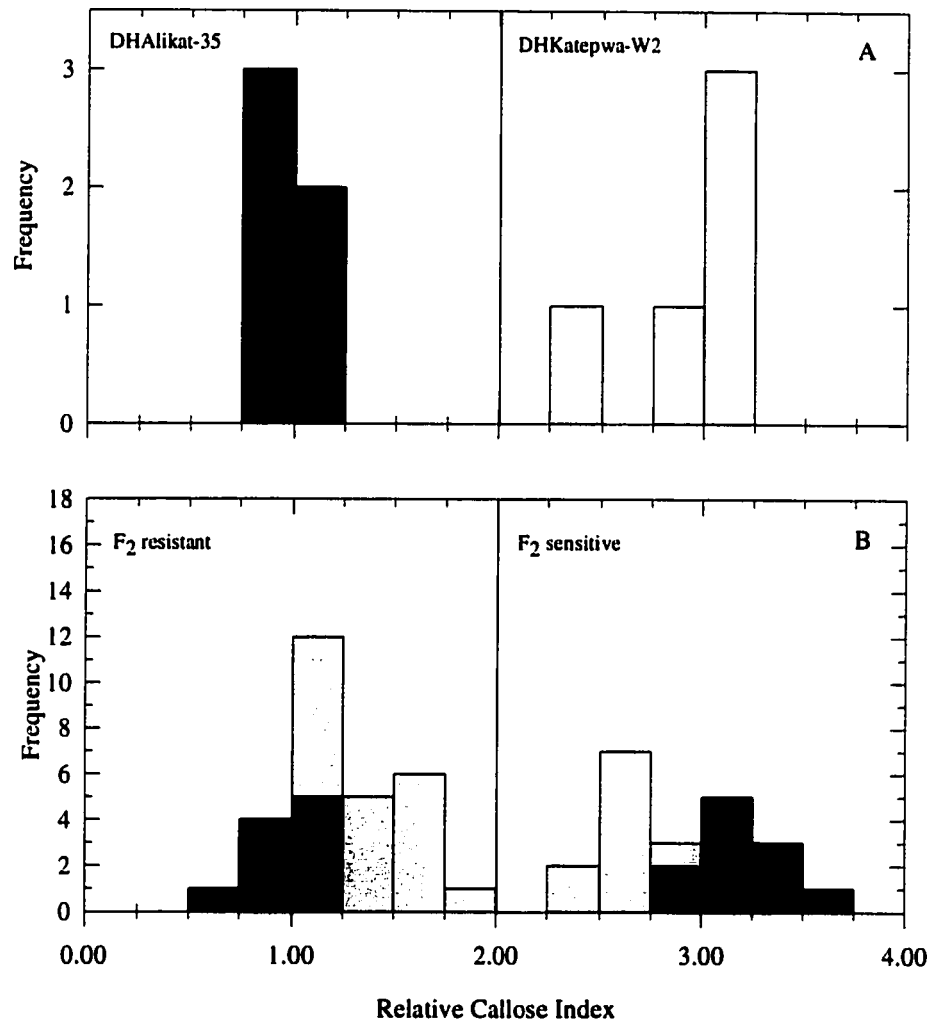 DHAlikat-35
DHKatepwa-W2
A
3
2
1
0
Frequency
F2 resistant
F2 sensitive
B
18
16
14
12
10
8
6
4
2
0
Frequency
0.00 1.00 2.00 3.00 4.00
Relative Callose Index